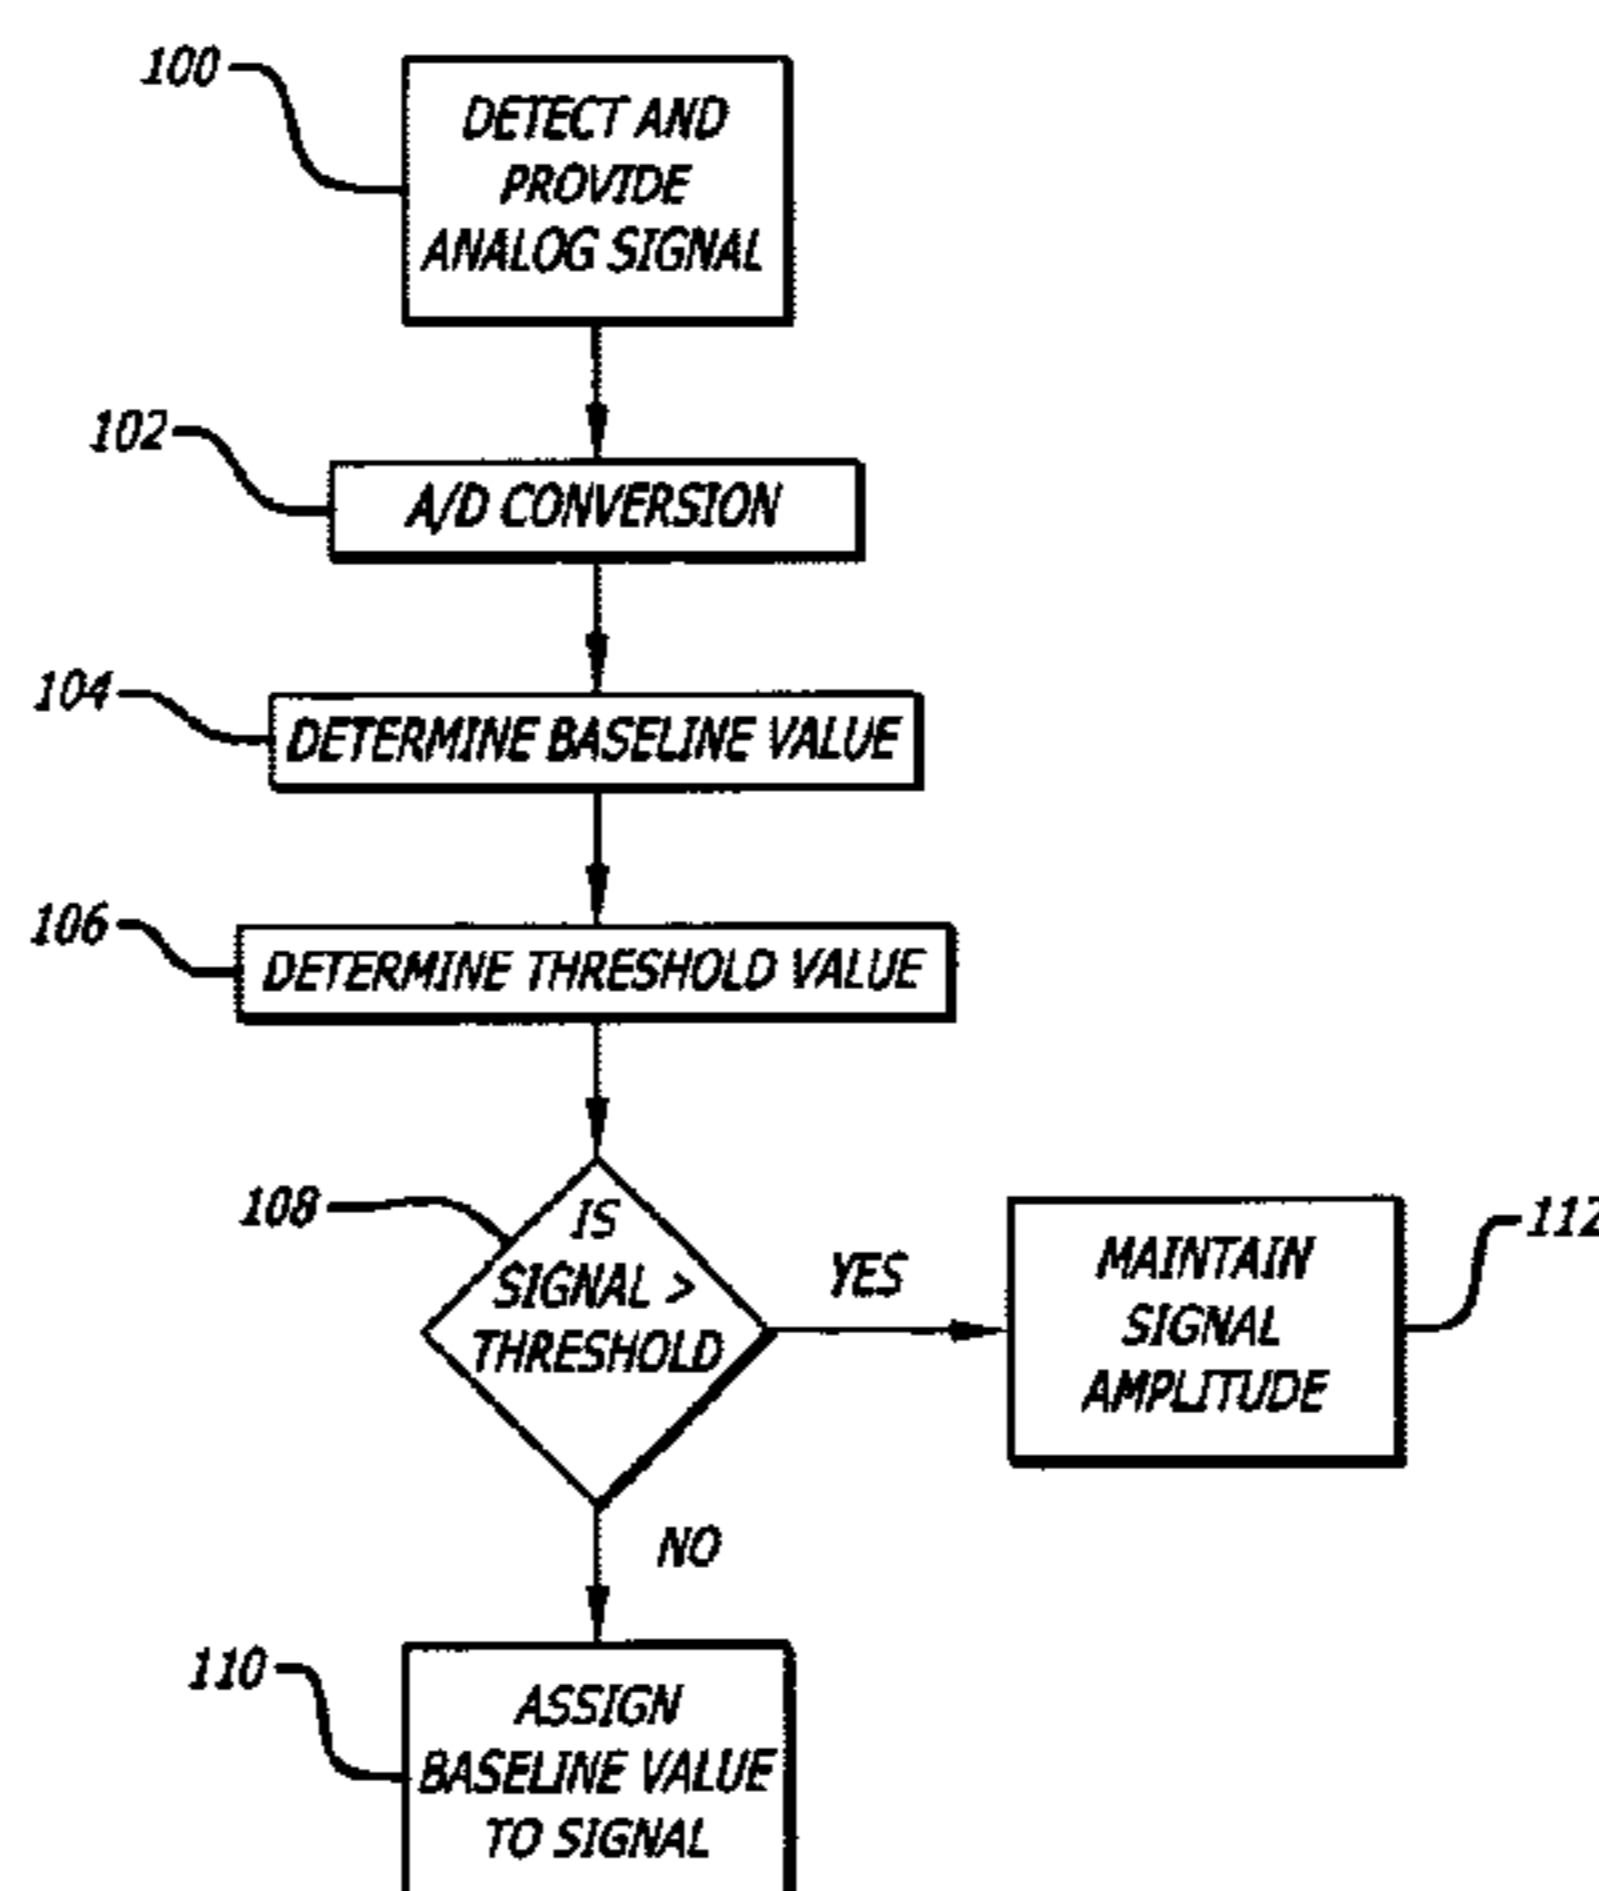 100
DETECT AND
PROVIDE
ANALOG SIGNAL
102
A/D CONVERSION
104
DETERMINE BASELINE VALUE
106
DETERMINE THRESHOLD VALUE
108
IS
SIGNAL >
THRESHOLD
YES
MAINTAIN
SIGNAL
AMPLITUDE
112
NO
110
ASSIGN
BASELINE VALUE
TO SIGNAL